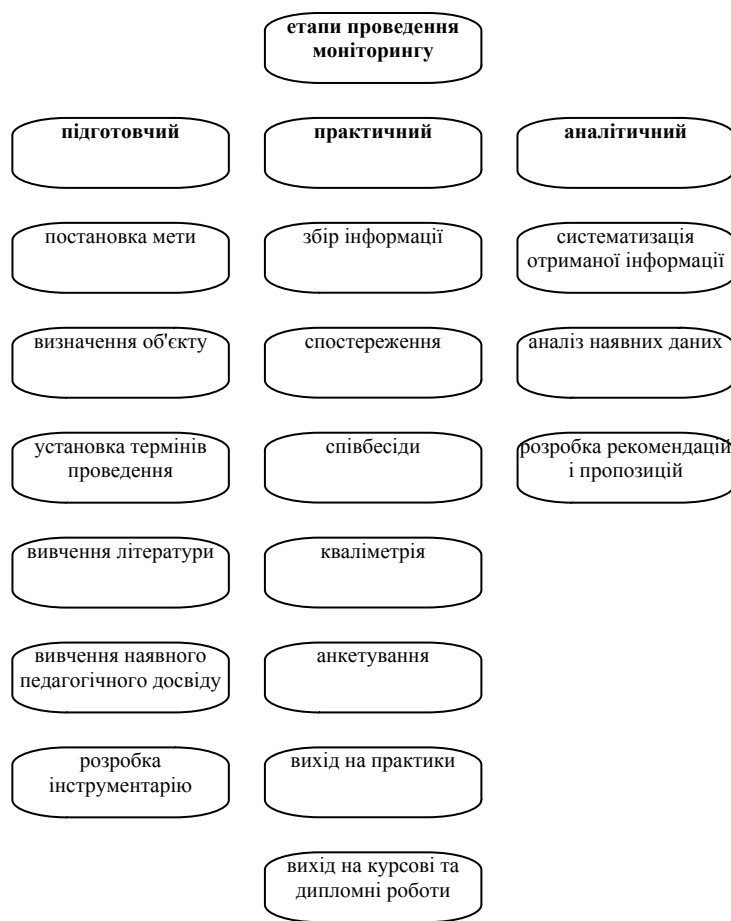 етапи проведення
моніторингу
підготовчий
практичний
аналітичний
постановка мети
збір інформації
систематизація
отриманої інформації
визначення об'єкту
спостереження
аналіз наявних даних
установка термінів
проведення
співбесіди
розробка рекомендацій
і пропозицій
вивчення літератури
кваліметрія
вивчення наявного
педагогічного досвіду
анкетування
розробка
інструментарію
вихід на практики
вихід на курсові та
дипломні роботи